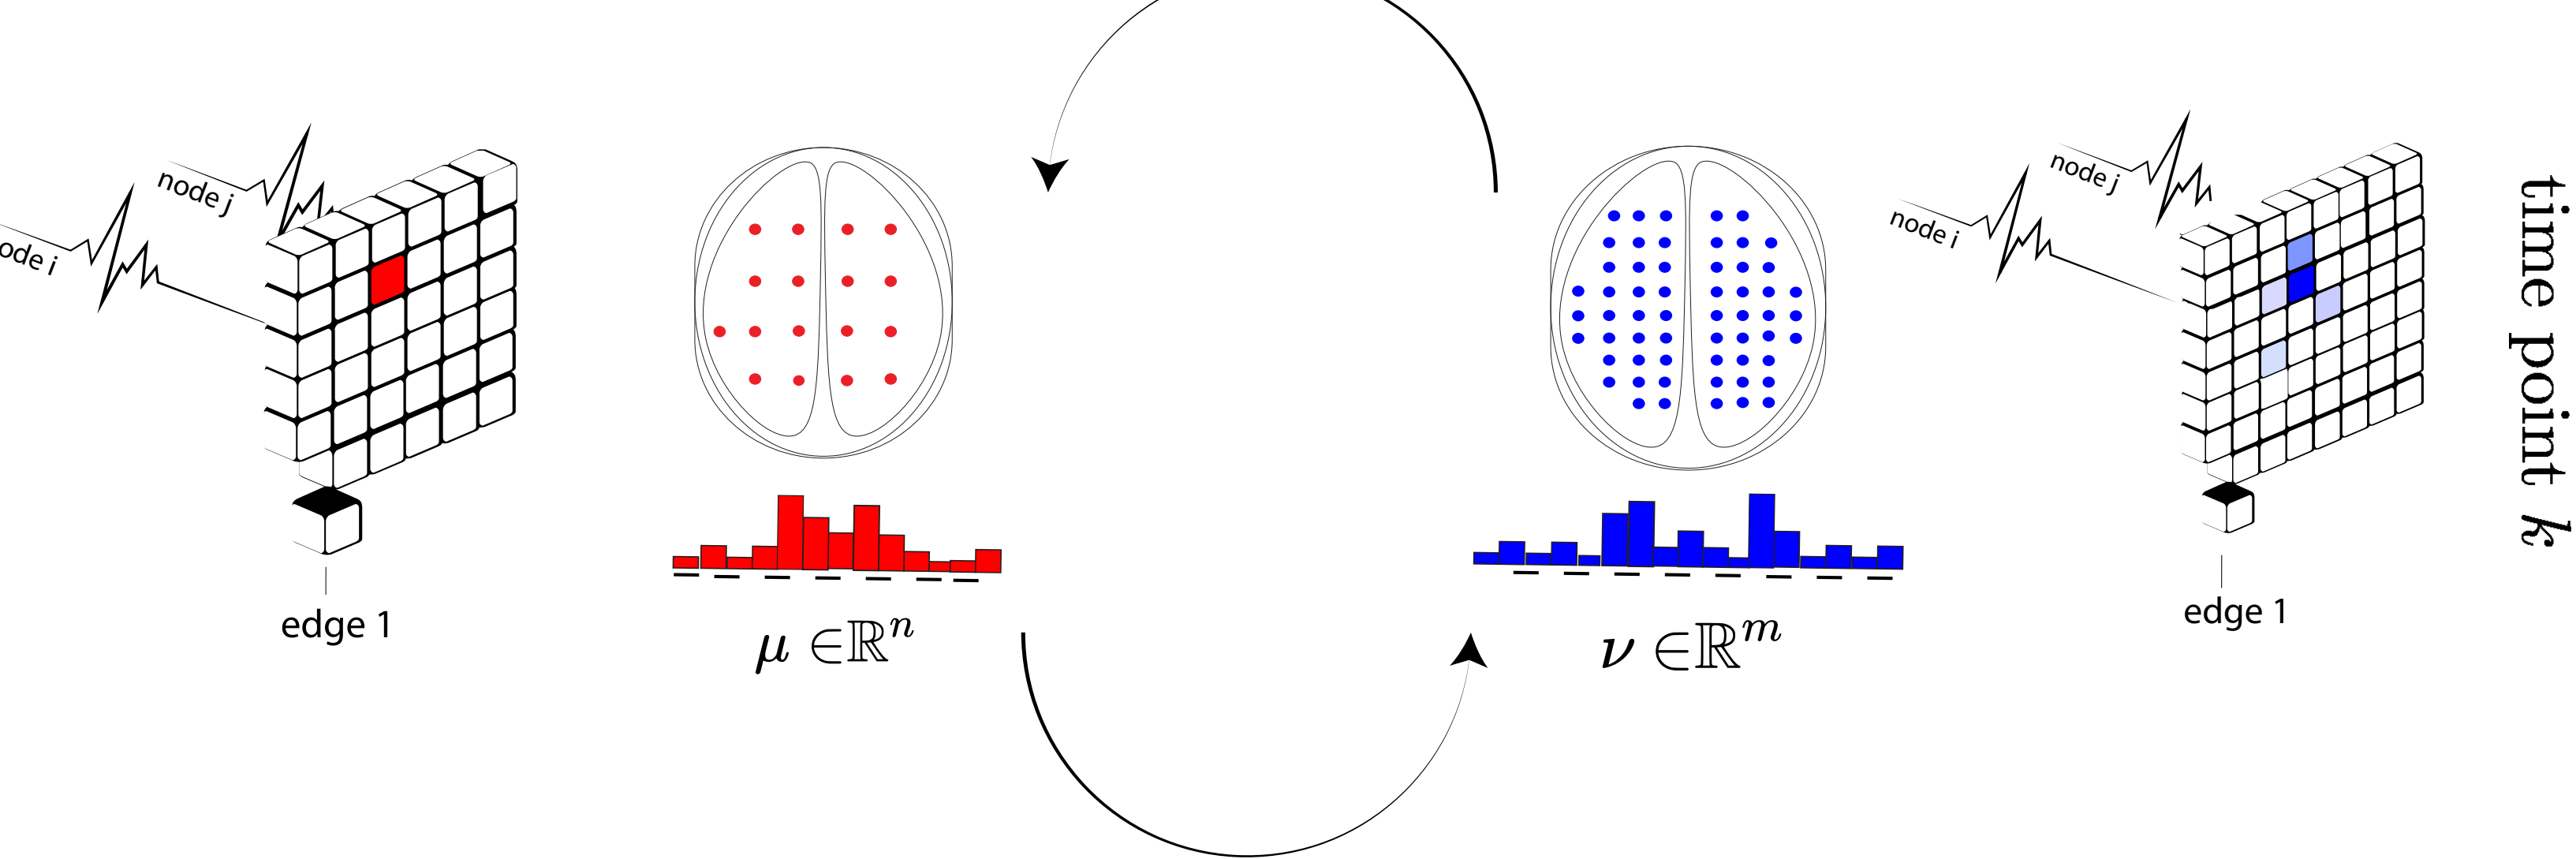 node j
ode i
edge 1
μ ∈ℝⁿ
ν ∈ℝᵐ
node j
node i
edge 1
time point k